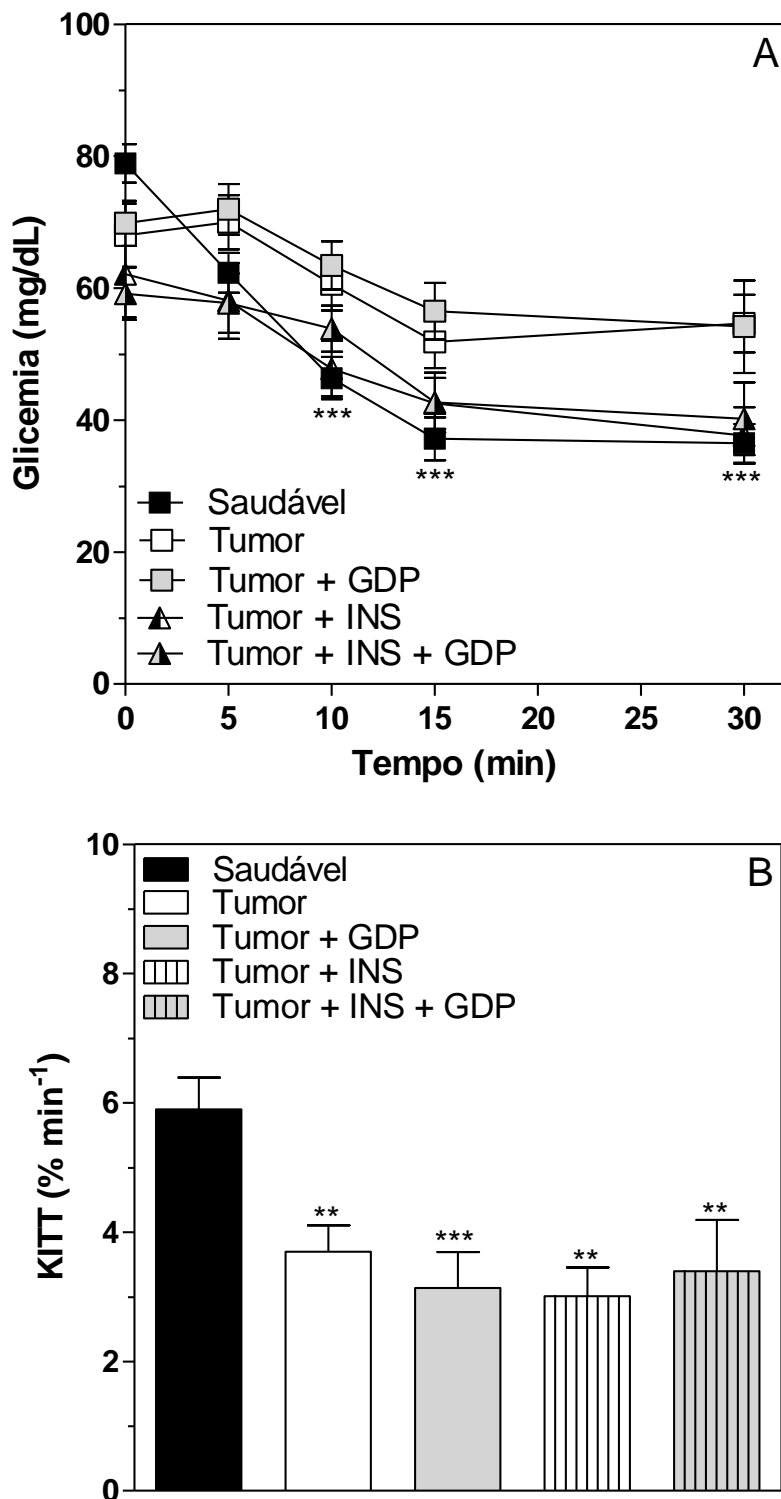 A
100
80
60
40
20
0
Glicemia (mg/dL)
***
***
***
Saudável
Tumor
Tumor + GDP
Tumor + INS
Tumor + INS + GDP
0 5 10 15 20 25 30
Tempo (min)
B
10
8
6
4
2
0
KITT (% min⁻¹)
Saudável
Tumor
Tumor + GDP
Tumor + INS
Tumor + INS + GDP
** *** ** **